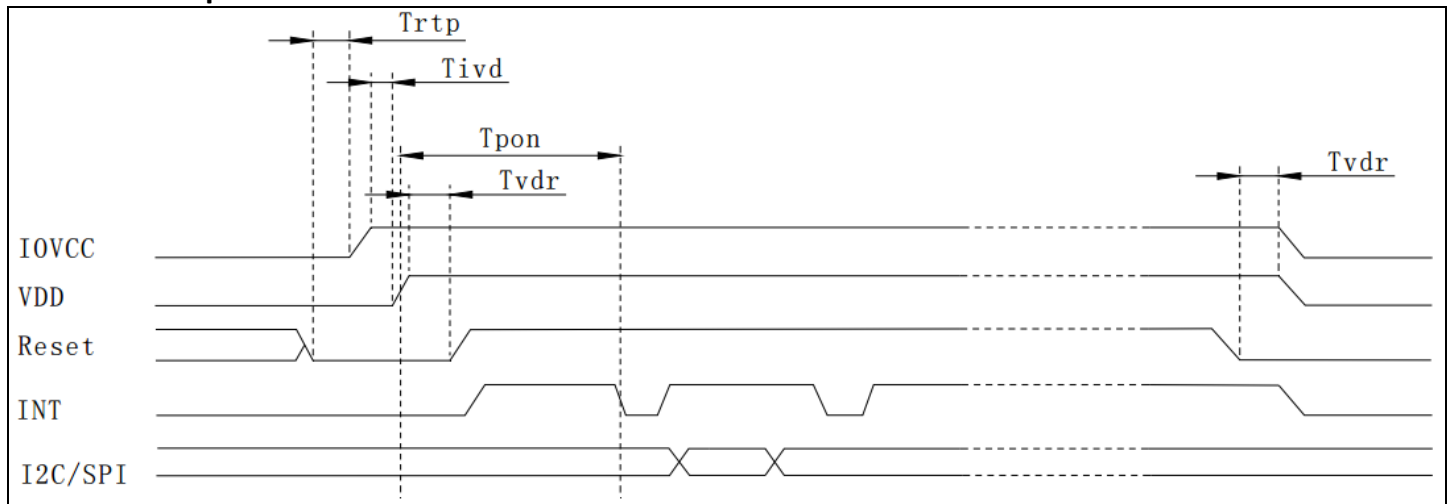 Trtp
Tivd
Tpon
Tvdr
Tvdr
IOVCC
VDD
Reset
INT
I2C/SPI